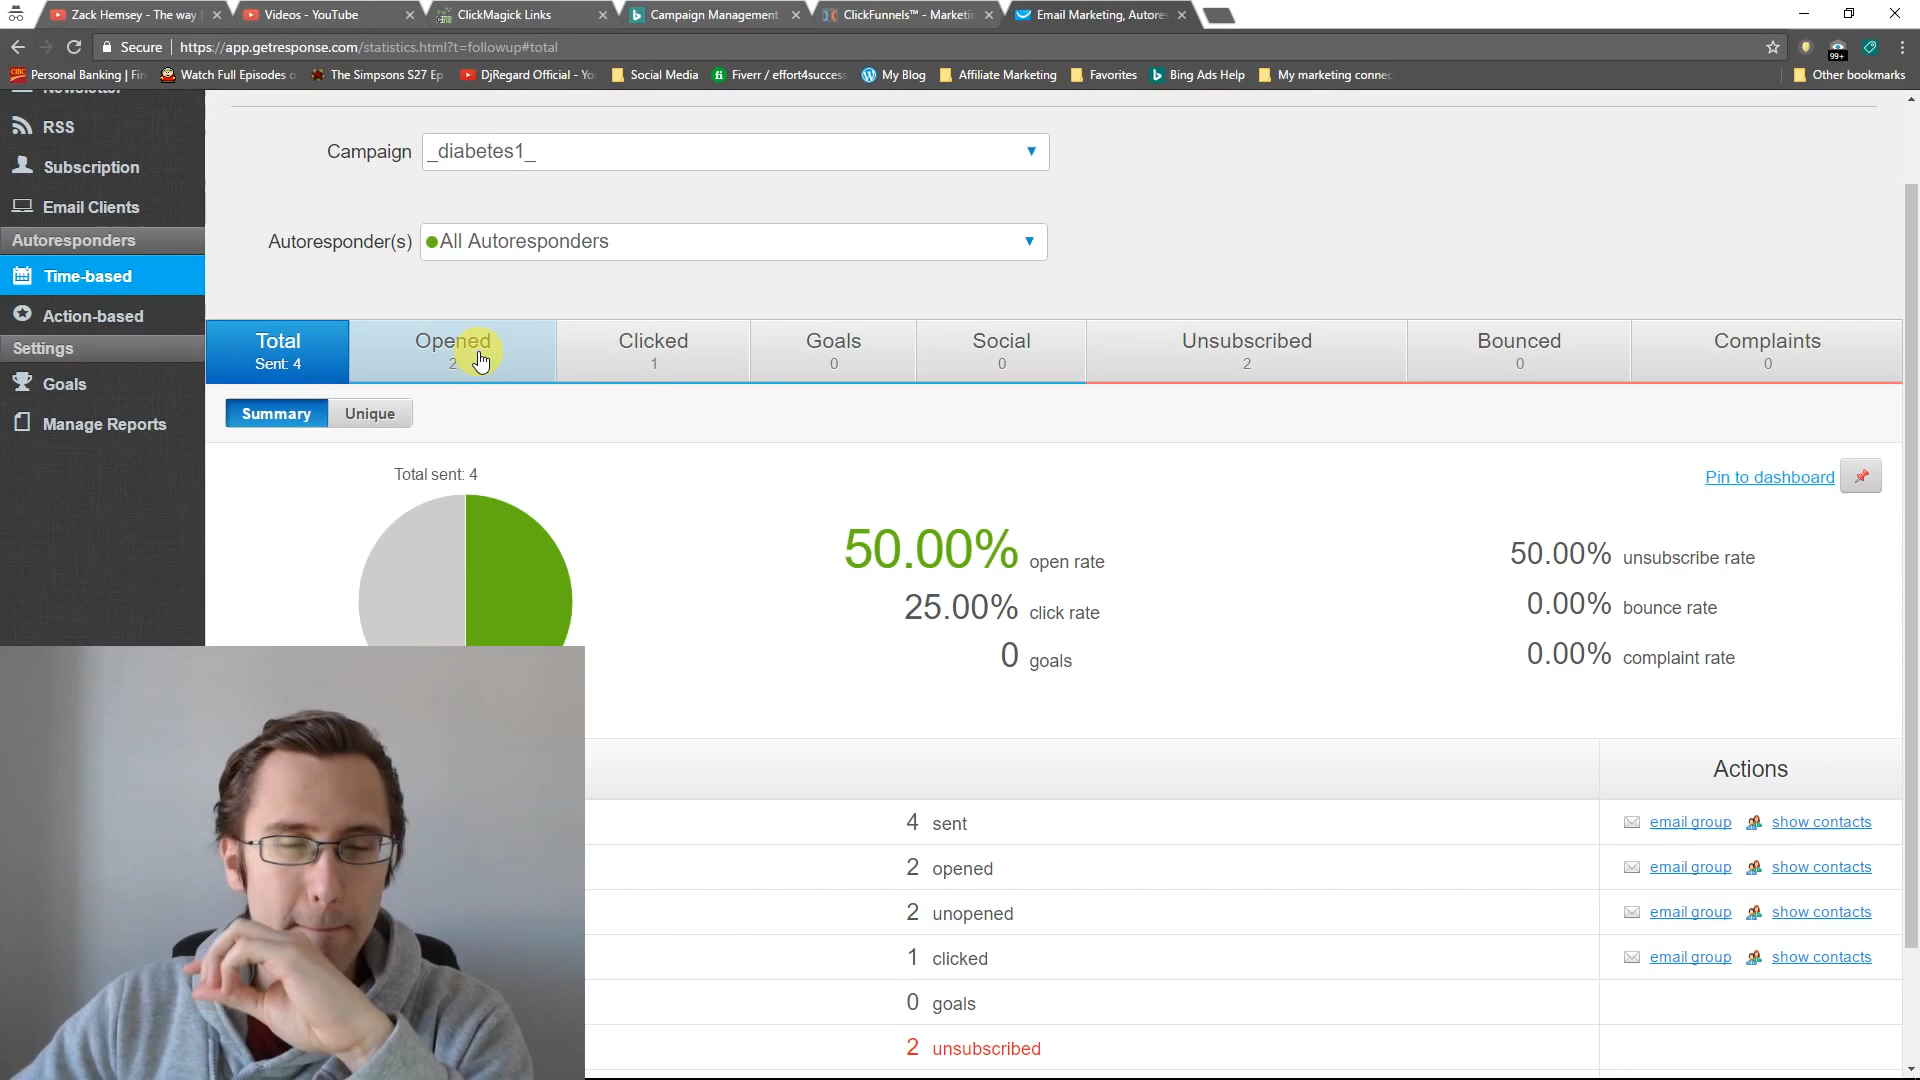 Zack Hemsey - The way
Videos - YouTube
ClickMagick Links
Campaign Management
ClickFunnels™ - Marketin
Email Marketing, Autores
Secure
https://app.getresponse.com/statistics.html?t=followup#total
99+
CIBC
Personal Banking | Fin
Watch Full Episodes o
The Simpsons S27 Ep
DjRegard Official - Yo
Social Media
fi
Fiverr / effort4success
My Blog
Affiliate Marketing
Favorites
Bing Ads Help
My marketing connec
Other bookmarks
Newsletter
RSS
Subscription
Email Clients
Autoresponders
Time-based
Action-based
Settings
Goals
Manage Reports
Campaign
_diabetes1_
Autoresponder(s)
All Autoresponders
Total
Sent: 4
Opened
2
Clicked
1
Goals
0
Social
0
Unsubscribed
2
Bounced
0
Complaints
0
Summary
Unique
Total sent: 4
Pin to dashboard
50.00% open rate
25.00% click rate
0 goals
50.00% unsubscribe rate
0.00% bounce rate
0.00% complaint rate
Actions
4 sent
email group
show contacts
2 opened
email group
show contacts
2 unopened
email group
show contacts
1 clicked
email group
show contacts
0 goals
2 unsubscribed